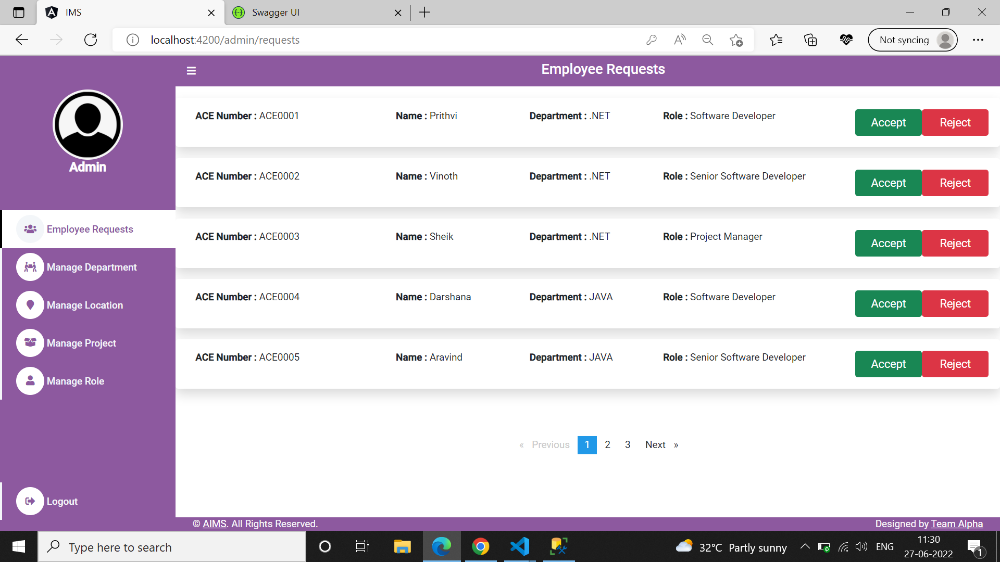 IMS
Swagger UI
localhost:4200/admin/requests
Not syncing
Employee Requests
Admin
Employee Requests
Manage Department
Manage Location
Manage Project
Manage Role
Logout
ACE Number : ACE0001 Name : Prithvi Department : .NET Role : Software Developer Accept Reject
ACE Number : ACE0002 Name : Vinoth Department : .NET Role : Senior Software Developer Accept Reject
ACE Number : ACE0003 Name : Sheik Department : .NET Role : Project Manager Accept Reject
ACE Number : ACE0004 Name : Darshana Department : JAVA Role : Software Developer Accept Reject
ACE Number : ACE0005 Name : Aravind Department : JAVA Role : Senior Software Developer Accept Reject
« Previous 1 2 3 Next »
© AIMS. All Rights Reserved. Designed by Team Alpha
Type here to search
32°C Partly sunny
ENG
11:30
27-06-2022
1